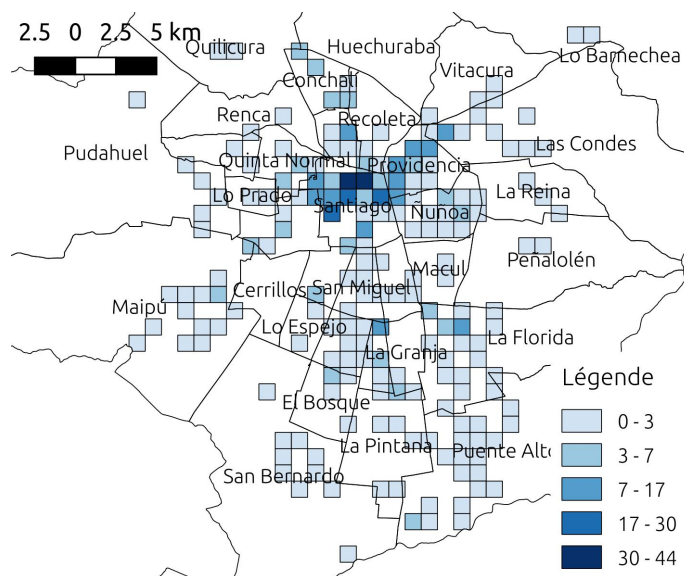 2.5 0 2.5 5 km
Quilicura
Huechuraba
Lo Barnechea
Vitacura
Conchalí
Renca
Recoleta
Las Condes
Pudahuel
Quinta Normal
Providencia
La Reina
Lo Prado
Santiago
Ñuñoa
Peñalolén
Macul
Cerrillos
San Miguel
Maipú
Lo Espejo
La Florida
La Granja
Légende
El Bosque
0 - 3
La Pintana
Puente Alto
3 - 7
San Bernardo
7 - 17
17 - 30
30 - 44